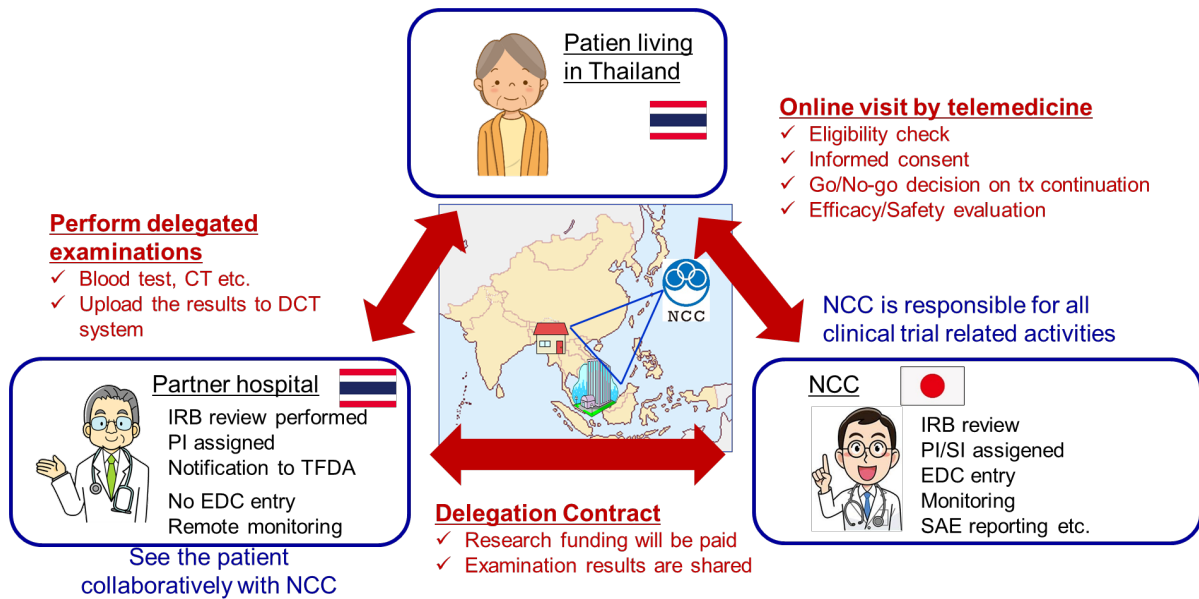 Patien living
in Thailand
Online visit by telemedicine
✓ Eligibility check
✓ Informed consent
✓ Go/No-go decision on tx continuation
✓ Efficacy/Safety evaluation
Perform delegated
examinations
✓ Blood test, CT etc.
✓ Upload the results to DCT
system
NCC
NCC is responsible for all
clinical trial related activities
Partner hospital
IRB review performed
PI assigned
Notification to TFDA
No EDC entry
Remote monitoring
See the patient
collaboratively with NCC
NCC
IRB review
PI/SI assigened
EDC entry
Monitoring
SAE reporting etc.
Delegation Contract
✓ Research funding will be paid
✓ Examination results are shared